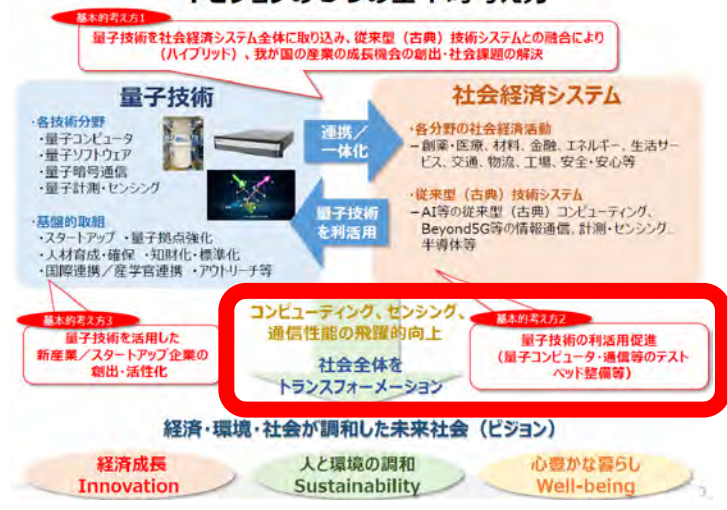 基本的考え方1
量子技術を社会経済システム全体に取り込み、従来型（古典）技術システムとの融合により
（ハイブリッド）、我が国の産業の成長機会の創出・社会課題の解決
量子技術
・各技術分野
・量子コンピュータ
・量子ソフトウェア
・量子暗号通信
・量子計測・センシング
・基盤的取組
・スタートアップ ・量子拠点強化
・人材育成・確保 ・知財化・標準化
・国際連携／産学官連携 ・アウトリーチ等
連携／
一体化
量子技術
を利活用
社会経済システム
・各分野の社会経済活動
－創薬・医療、材料、金融、エネルギー、生活サー
ビス、交通、物流、工場、安全・安心等
・従来型（古典）技術システム
－AI等の従来型（古典）コンピューティング、
Beyond5G等の情報通信、計測・センシング、
半導体等
基本的考え方3
量子技術を活用した
新産業／スタートアップ企業の
創出・活性化
コンピューティング、センシング、
通信性能の飛躍的向上
社会全体を
トランスフォーメーション
基本的考え方2
量子技術の利活用促進
（量子コンピュータ・通信等のテスト
ベッド整備等）
経済・環境・社会が調和した未来社会（ビジョン）
経済成長
Innovation
人と環境の調和
Sustainability
心豊かな暮らし
Well-being